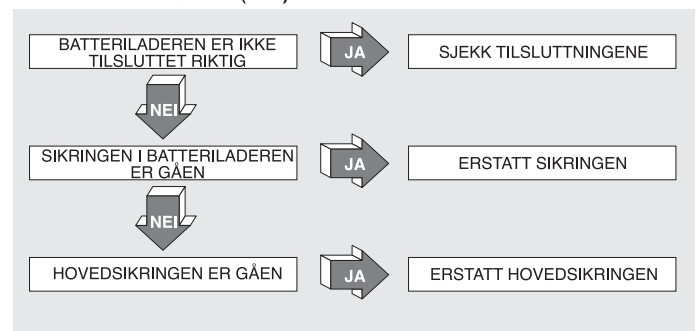 BATTERILADEREN ER IKKE
TILSLUTTET RIKTIG
JA
SJEKK TILSLUTTNINGENE
NEI
SIKRINGEN I BATTERILADEREN
ER GÅEN
JA
ERSTATT SIKRINGEN
NEI
HOVEDSIKRINGEN ER GÅEN
JA
ERSTATT HOVEDSIKRINGEN